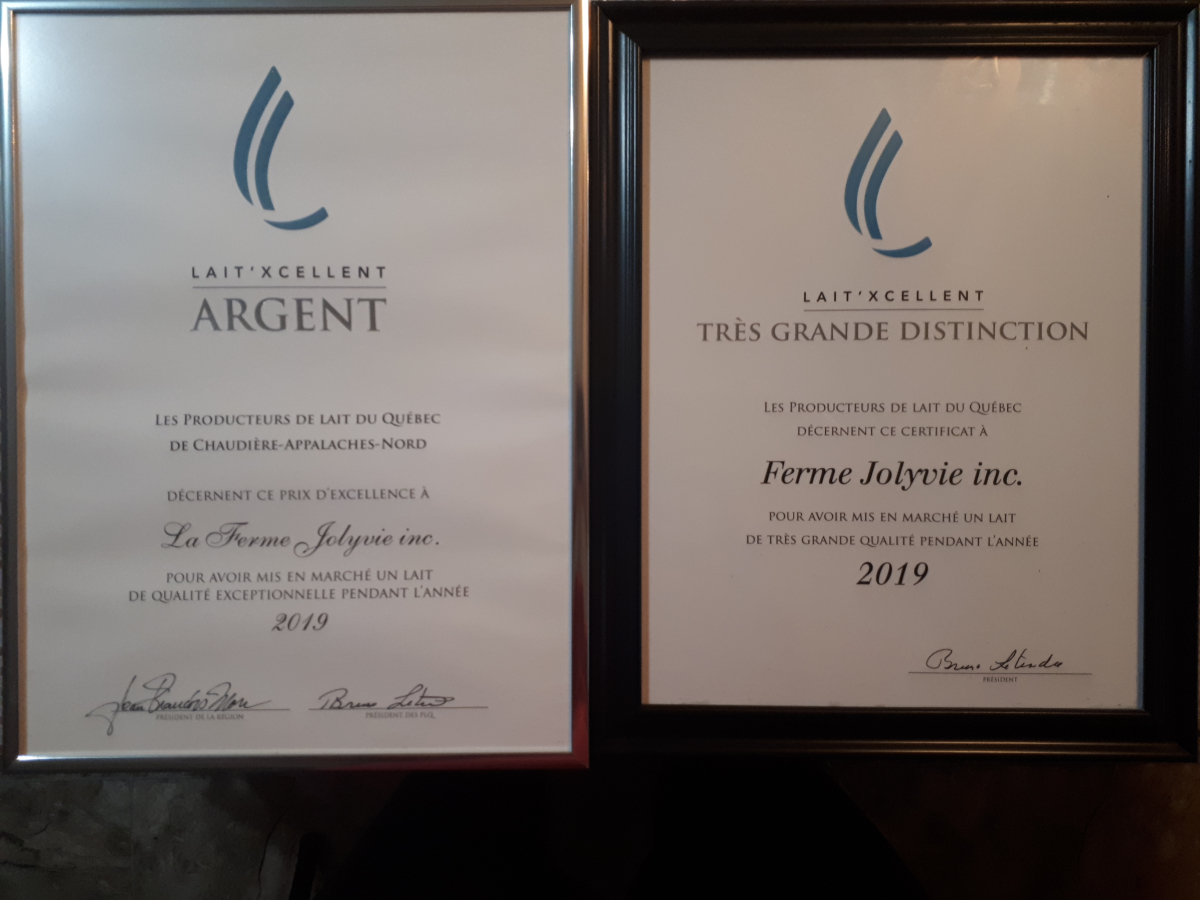 LAIT'XCELLENT
ARGENT
LES PRODUCTEURS DE LAIT DU QUÉBEC
DE CHAUDIÈRE-APPALACHES-NORD
DÉCERNENT CE PRIX D'EXCELLENCE À
La Ferme Jolyvie inc.
POUR AVOIR MIS EN MARCHÉ UN LAIT
DE QUALITÉ EXCEPTIONNELLE PENDANT L'ANNÉE
2019
PRÉSIDENT DE LA RÉGION
PRÉSIDENT DES PLQ
LAIT'XCELLENT
TRÈS GRANDE DISTINCTION
LES PRODUCTEURS DE LAIT DU QUÉBEC
DÉCERNENT CE CERTIFICAT À
Ferme Jolyvie inc.
POUR AVOIR MIS EN MARCHÉ UN LAIT
DE TRÈS GRANDE QUALITÉ PENDANT L'ANNÉE
2019
Bruno Letendre
PRÉSIDENT